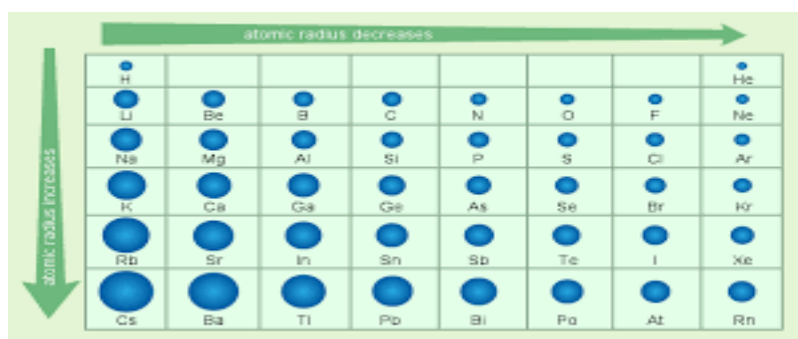 atomic radius decreases
atomic radius increases
H He
Li Be B C N O F Ne
Na Mg Al Si P S Cl Ar
K Ca Ga Ge As Se Br Kr
Rb Sr In Sn Sb Te I Xe
Cs Ba Tl Pb Bi Po At Rn